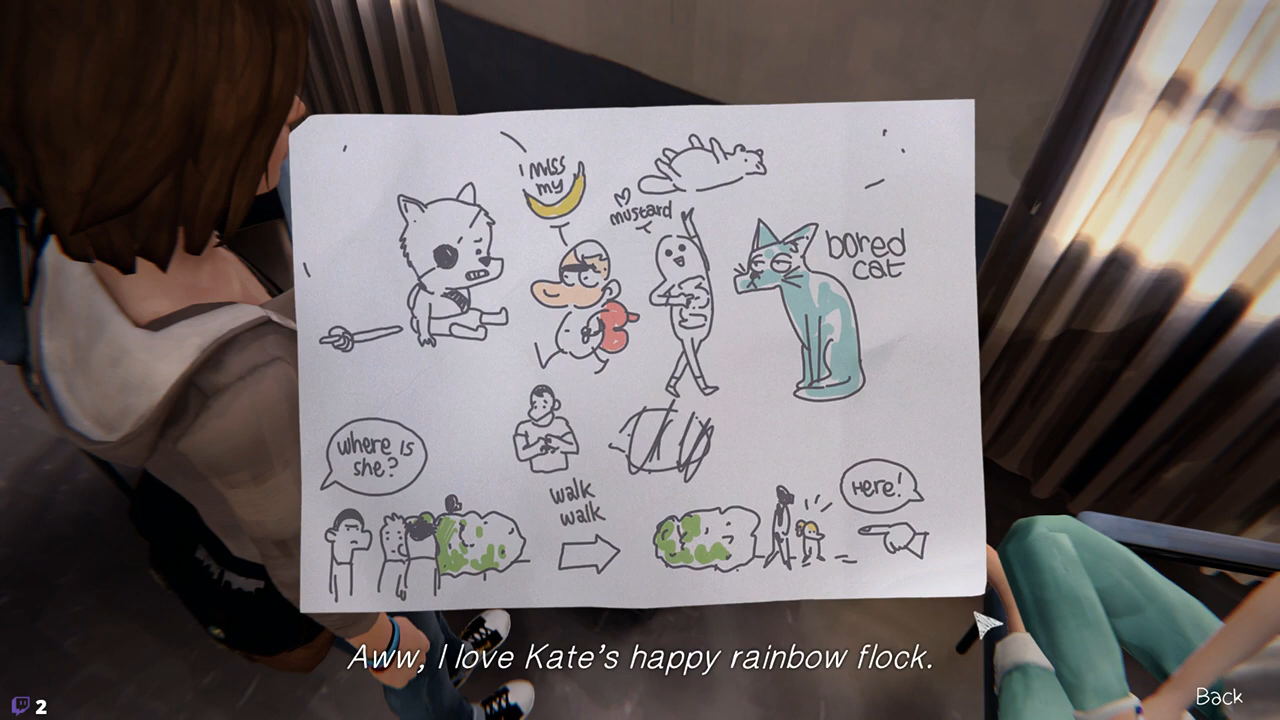 I MISS
MY
mustard
bored
cat
where is
she?
walk
walk
Here!
Aww, I love Kate's happy rainbow flock.
2
Back